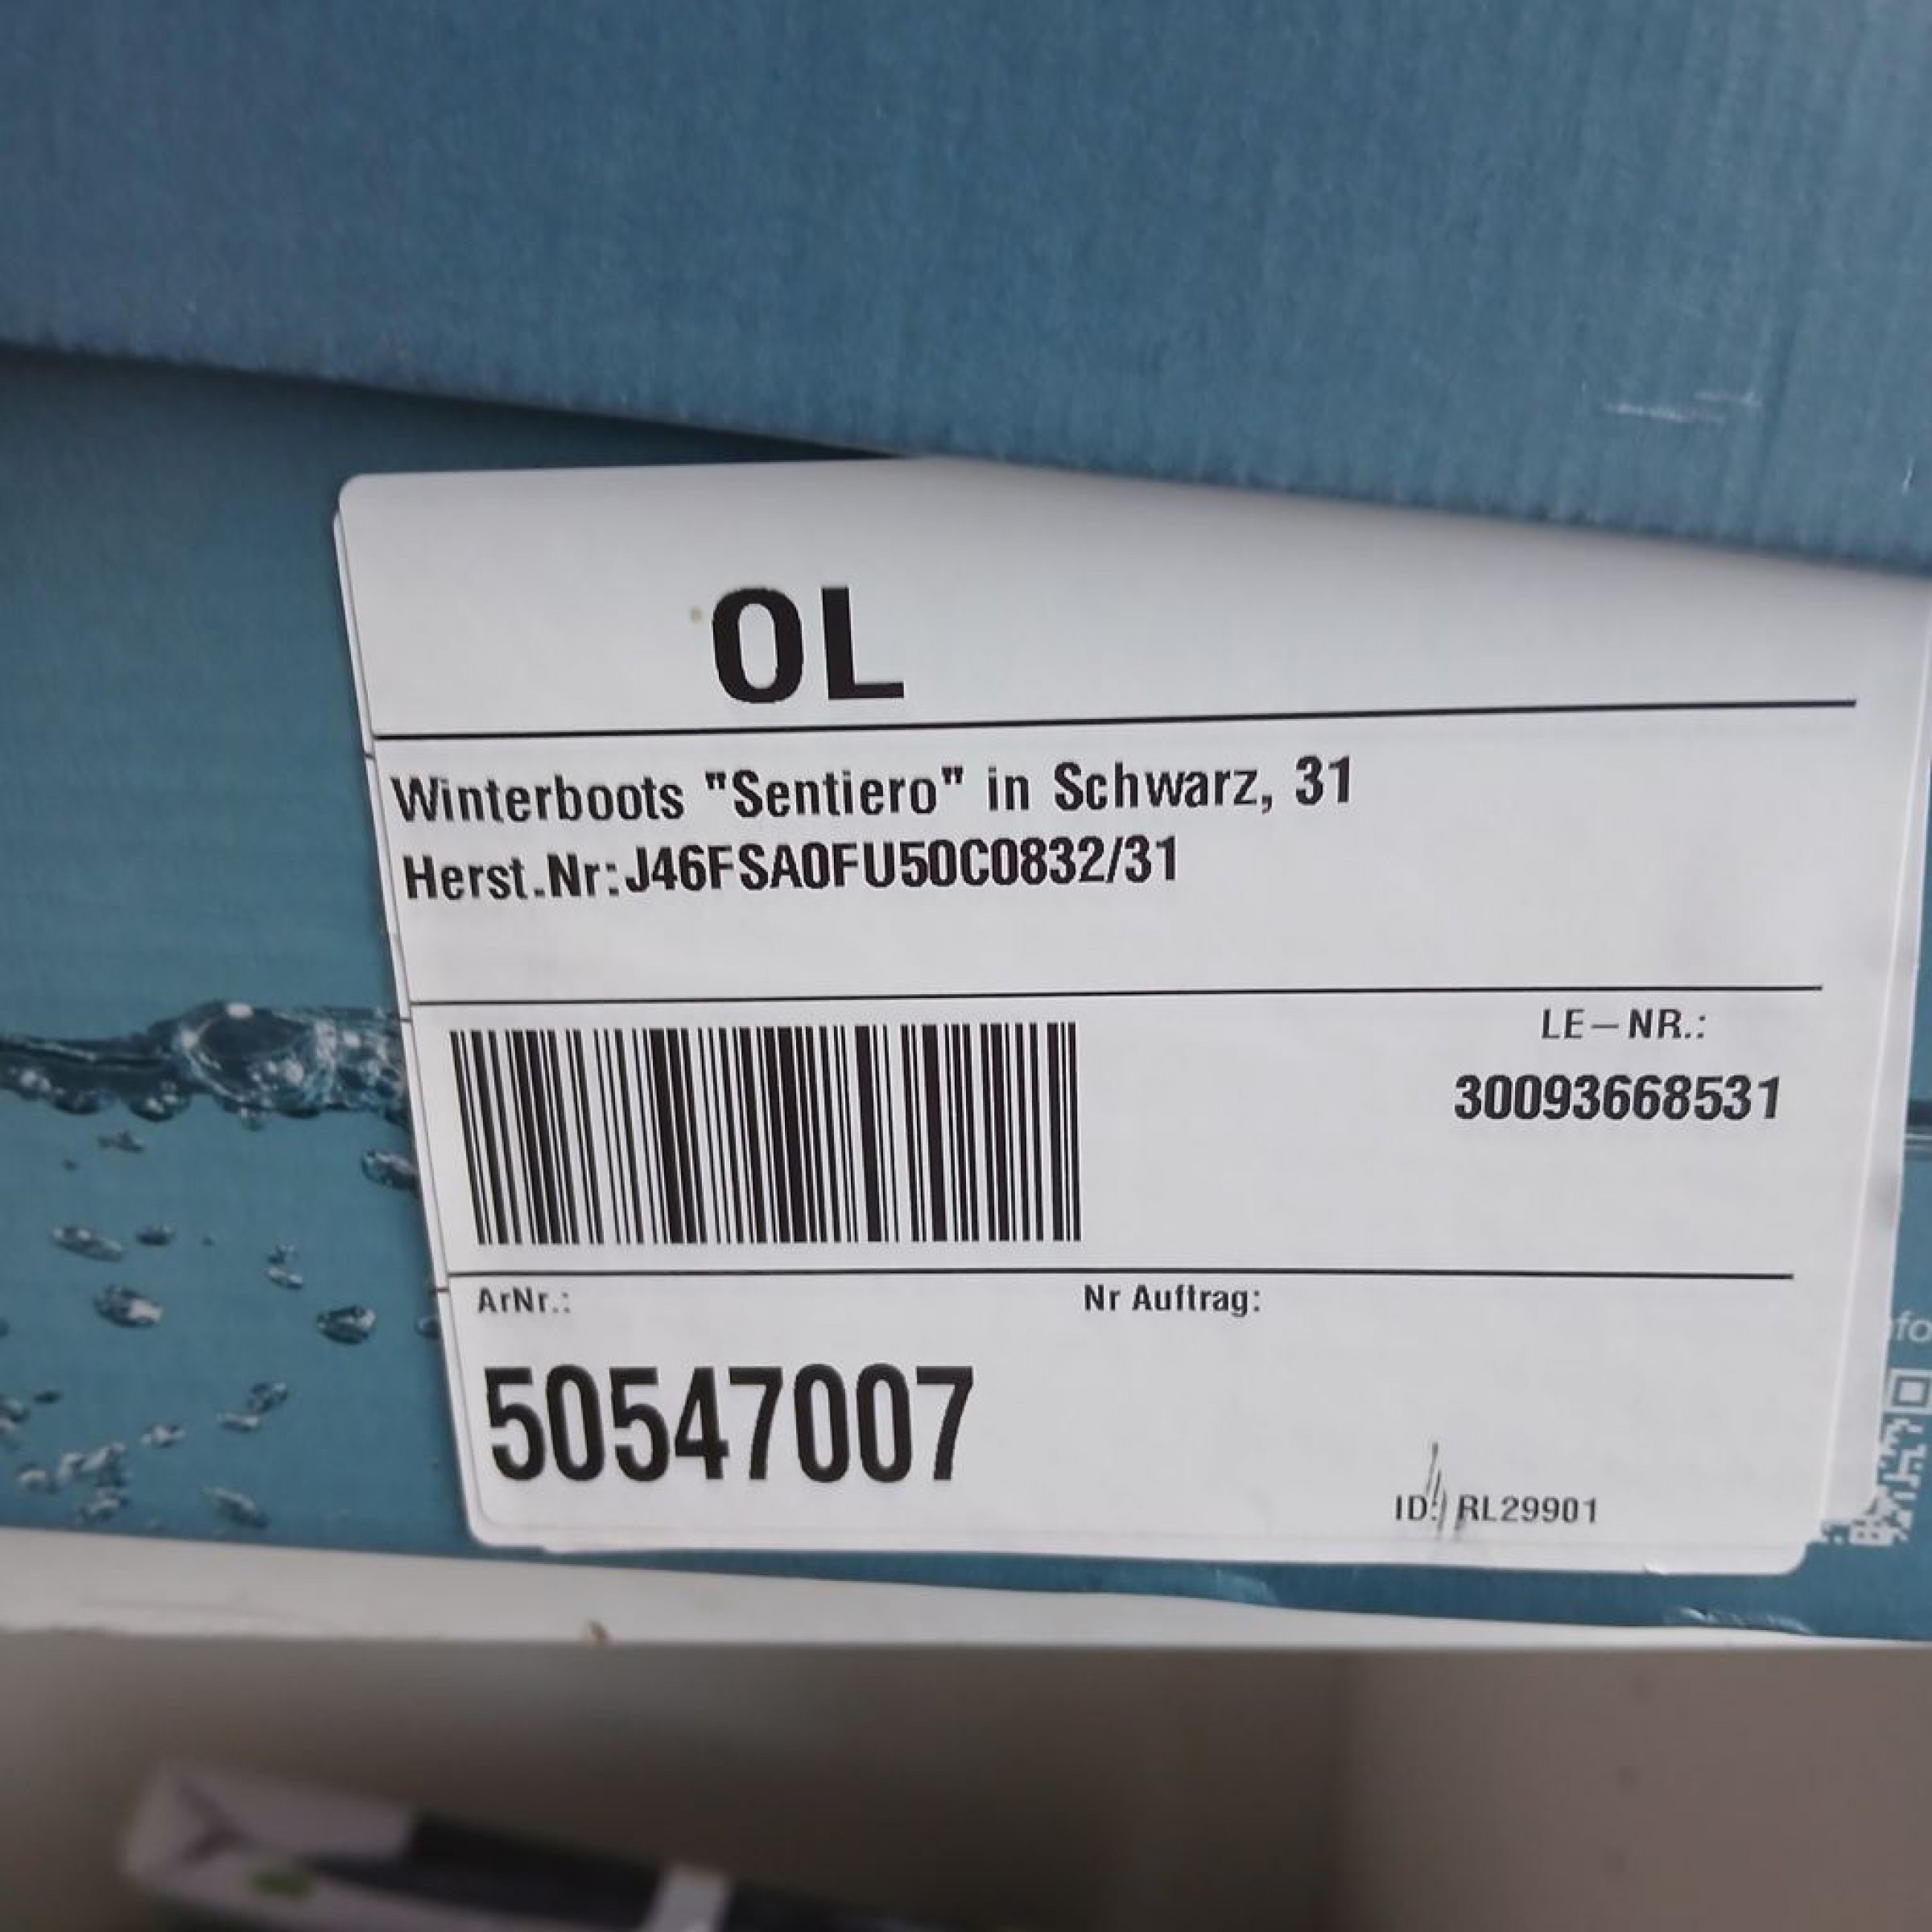 OL
Winterboots "Sentiero" in Schwarz, 31
Herst.Nr:J46FSA0FU50C0832/31
LE-NR.:
30093668531
ArNr.:
Nr Auftrag:
50547007
ID: RL29901